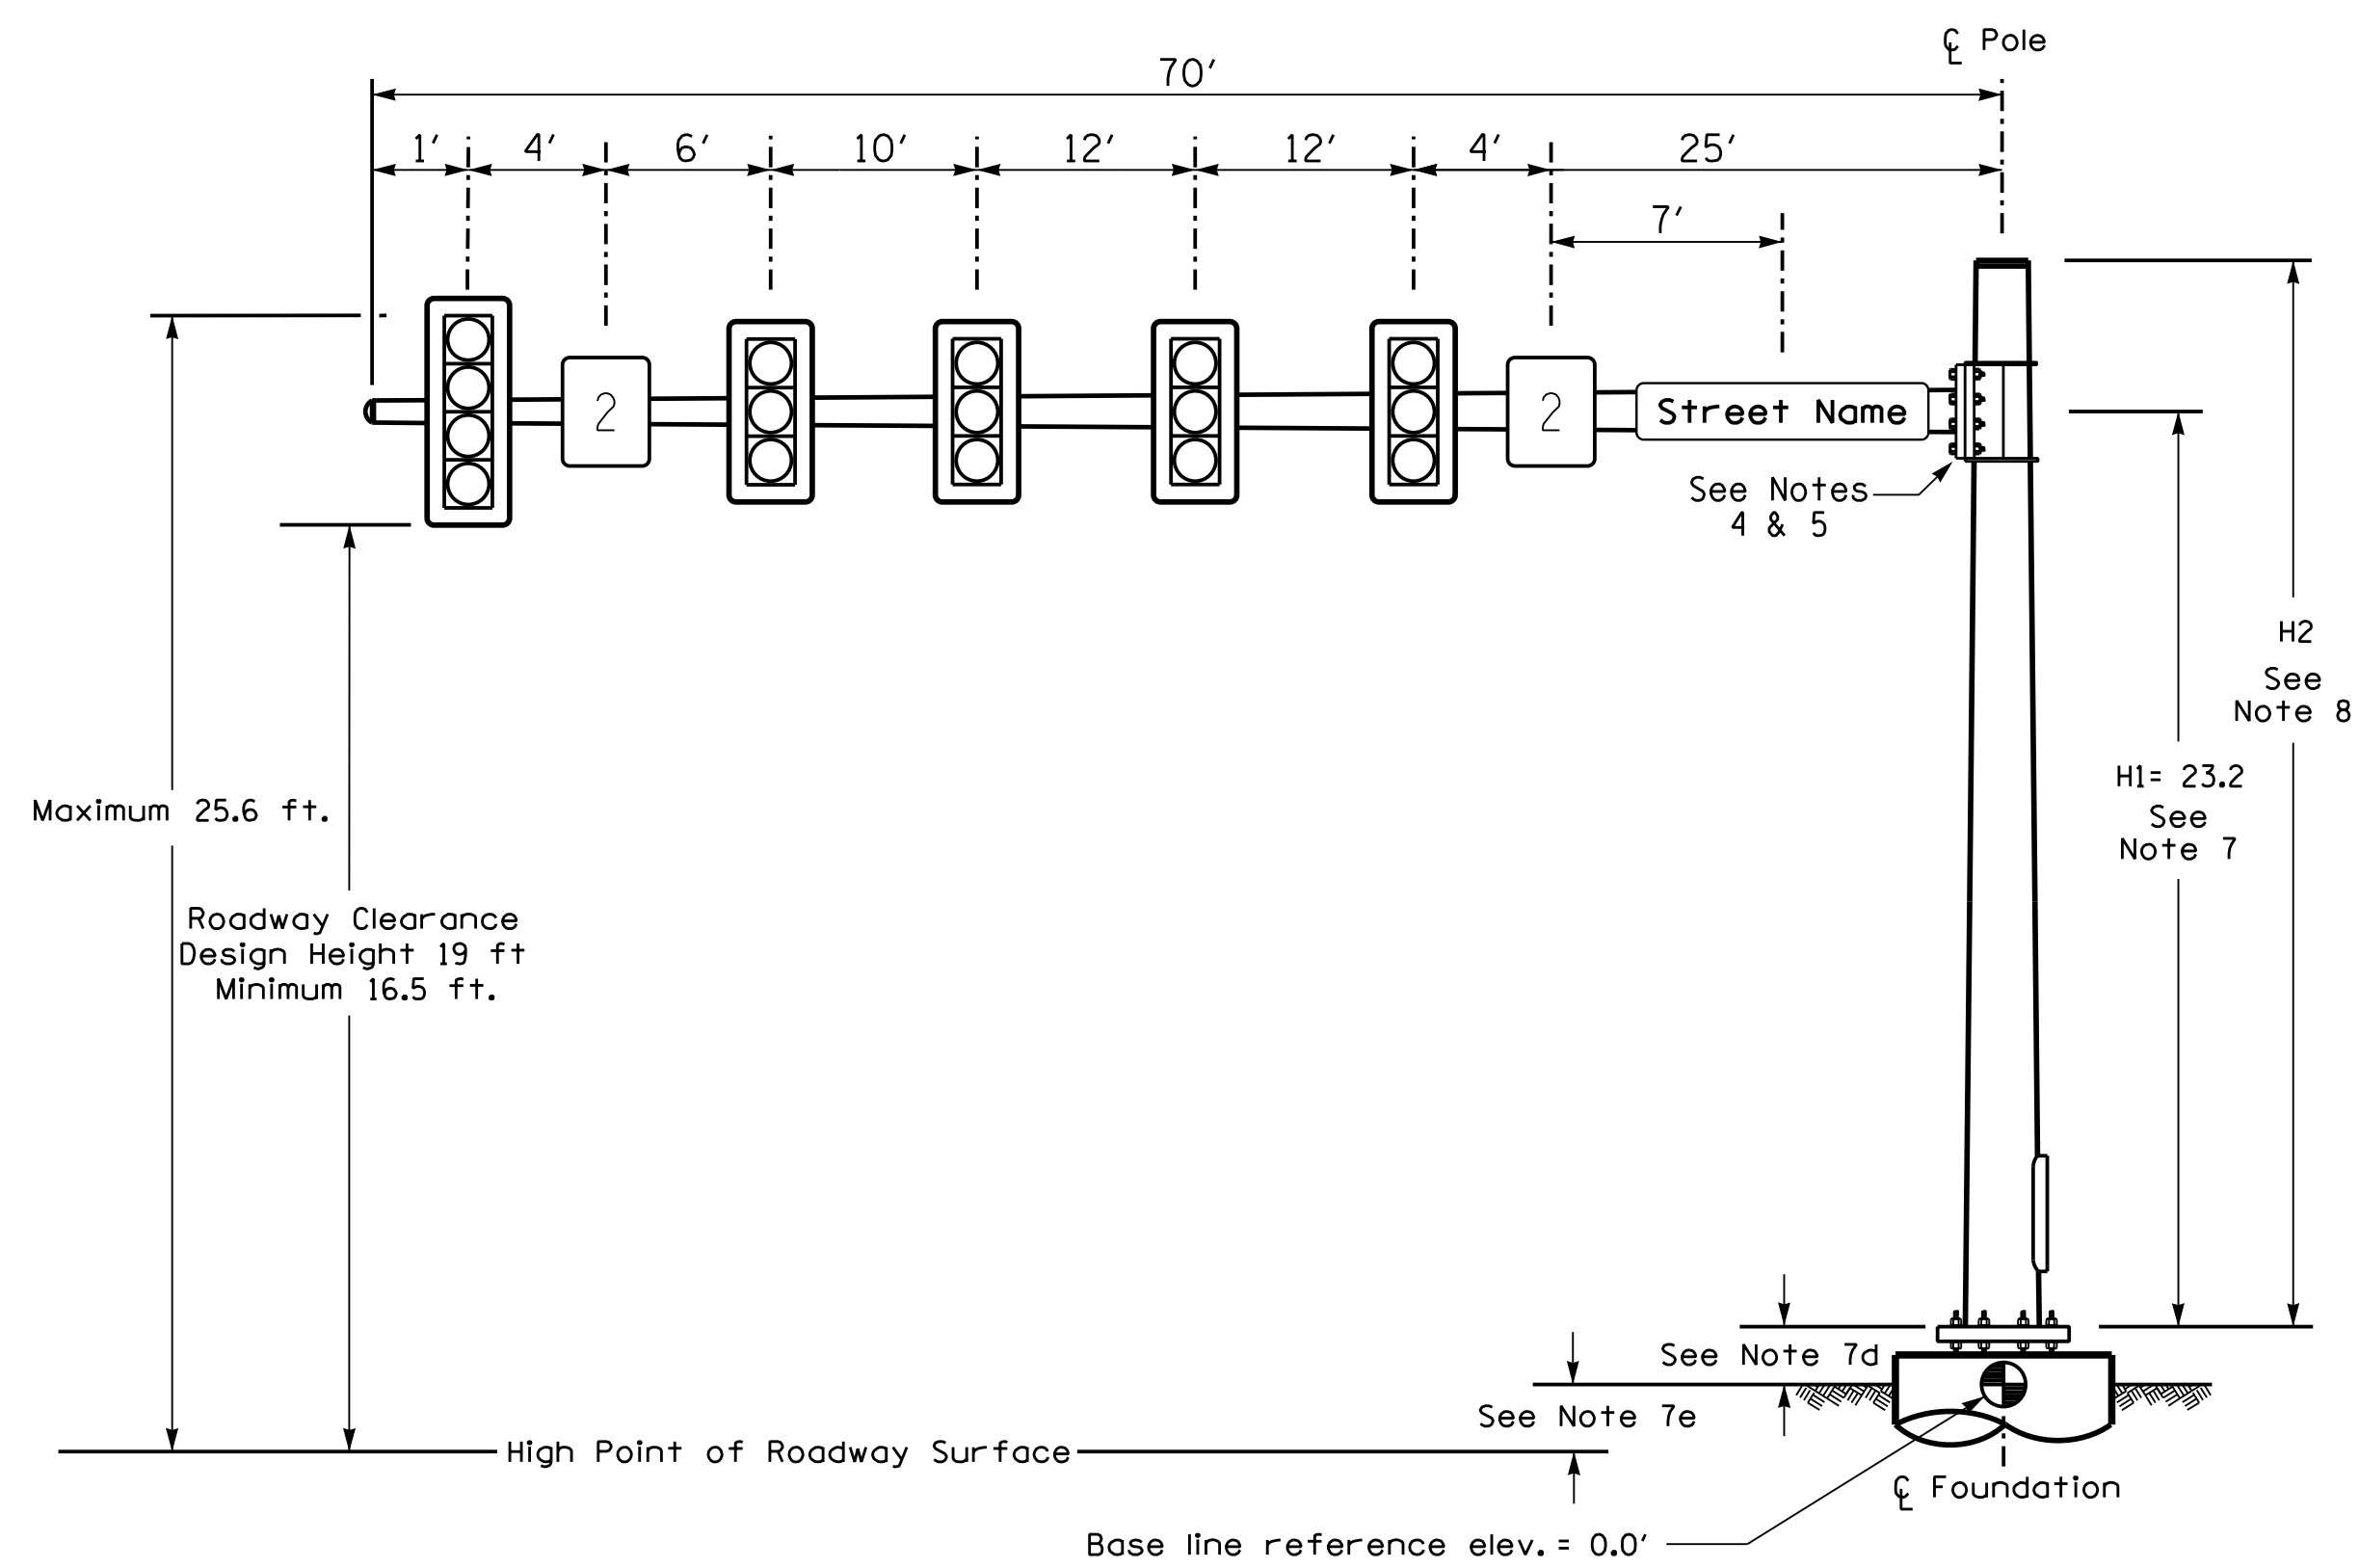 ℄ Pole
70'
1'
4'
6'
10'
12'
12'
4'
25'
7'
2
2
Street Name
See Notes
4 & 5
H2
See
Note 8
H1= 23.2
See
Note 7
Maximum 25.6 ft.
Roadway Clearance
Design Height 19 ft
Minimum 16.5 ft.
See Note 7d
See Note 7e
High Point of Roadway Surface
℄ Foundation
Base line reference elev. = 0.0'